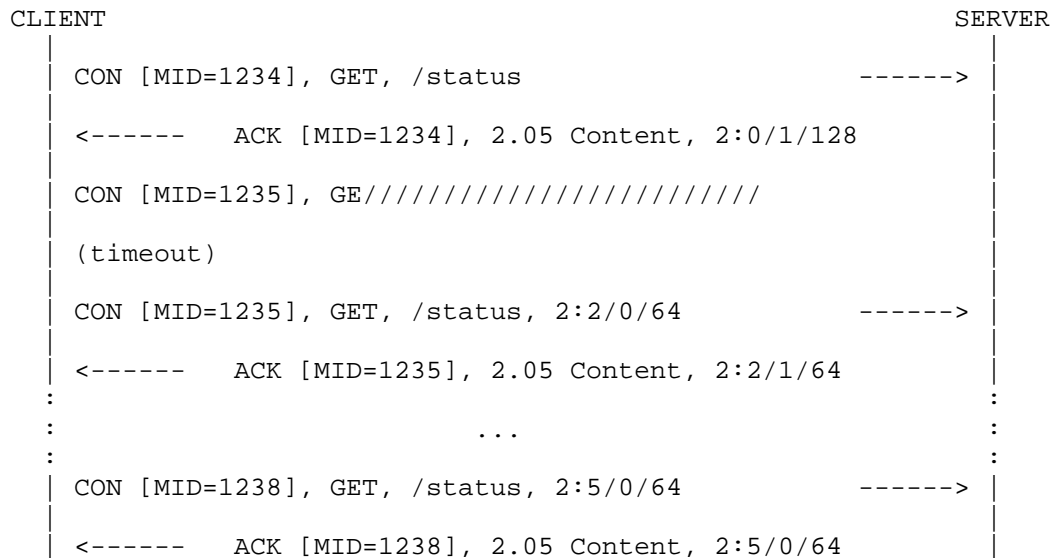 CLIENT                                                     SERVER
  |                                                          |
  | CON [MID=1234], GET, /status                     ------> |
  |                                                          |
  | <------   ACK [MID=1234], 2.05 Content, 2:0/1/128        |
  |                                                          |
  | CON [MID=1235], GE/////////////////////////              |
  |                                                          |
  | (timeout)                                                |
  |                                                          |
  | CON [MID=1235], GET, /status, 2:2/0/64           ------> |
  |                                                          |
  | <------   ACK [MID=1235], 2.05 Content, 2:2/1/64         |
  :                                                          :
  :                          ...                             :
  :                                                          :
  | CON [MID=1238], GET, /status, 2:5/0/64           ------> |
  |                                                          |
  | <------   ACK [MID=1238], 2.05 Content, 2:5/0/64         |